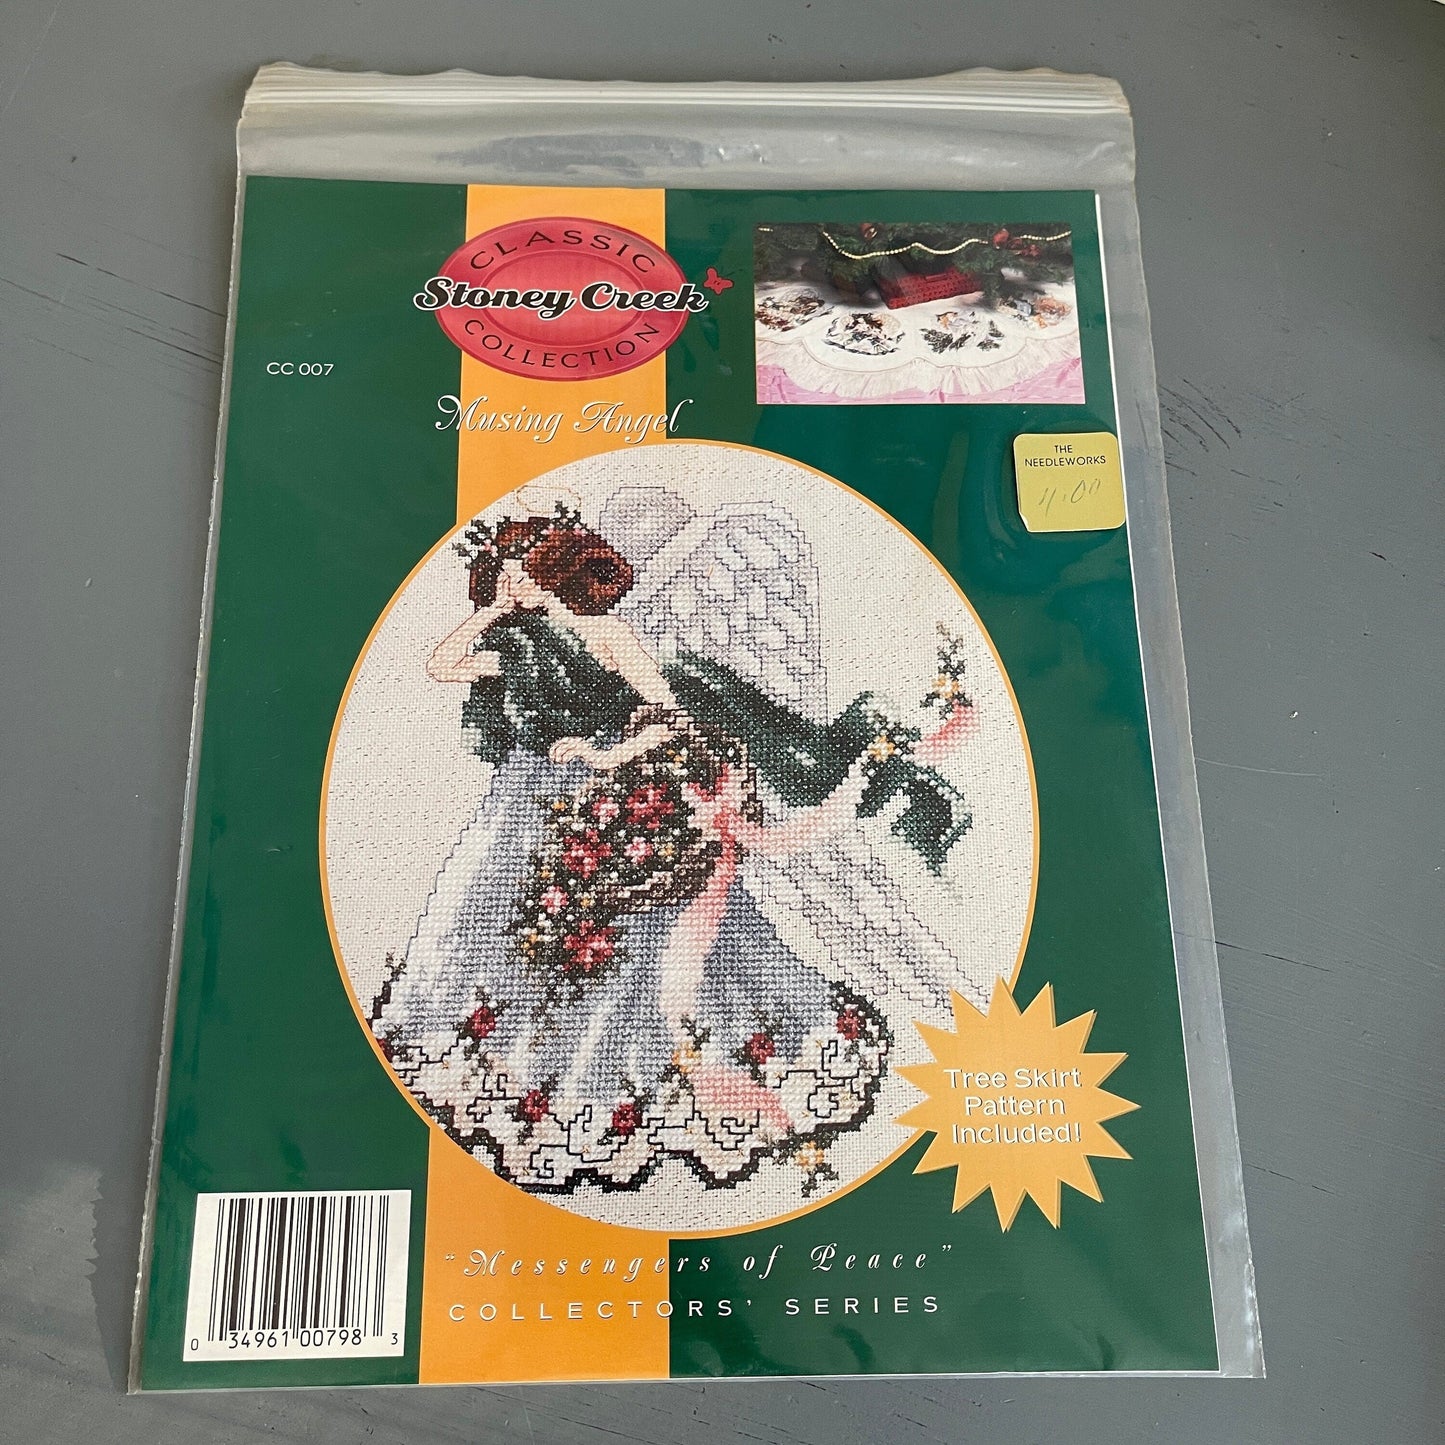 CLASSIC
Stoney Creek
COLLECTION
CC 007
Musing Angel
THE
NEEDLEWORKS
4.00
Tree Skirt
Pattern
Included!
"Messengers of Peace"
COLLECTORS' SERIES
0 34961 00798 3